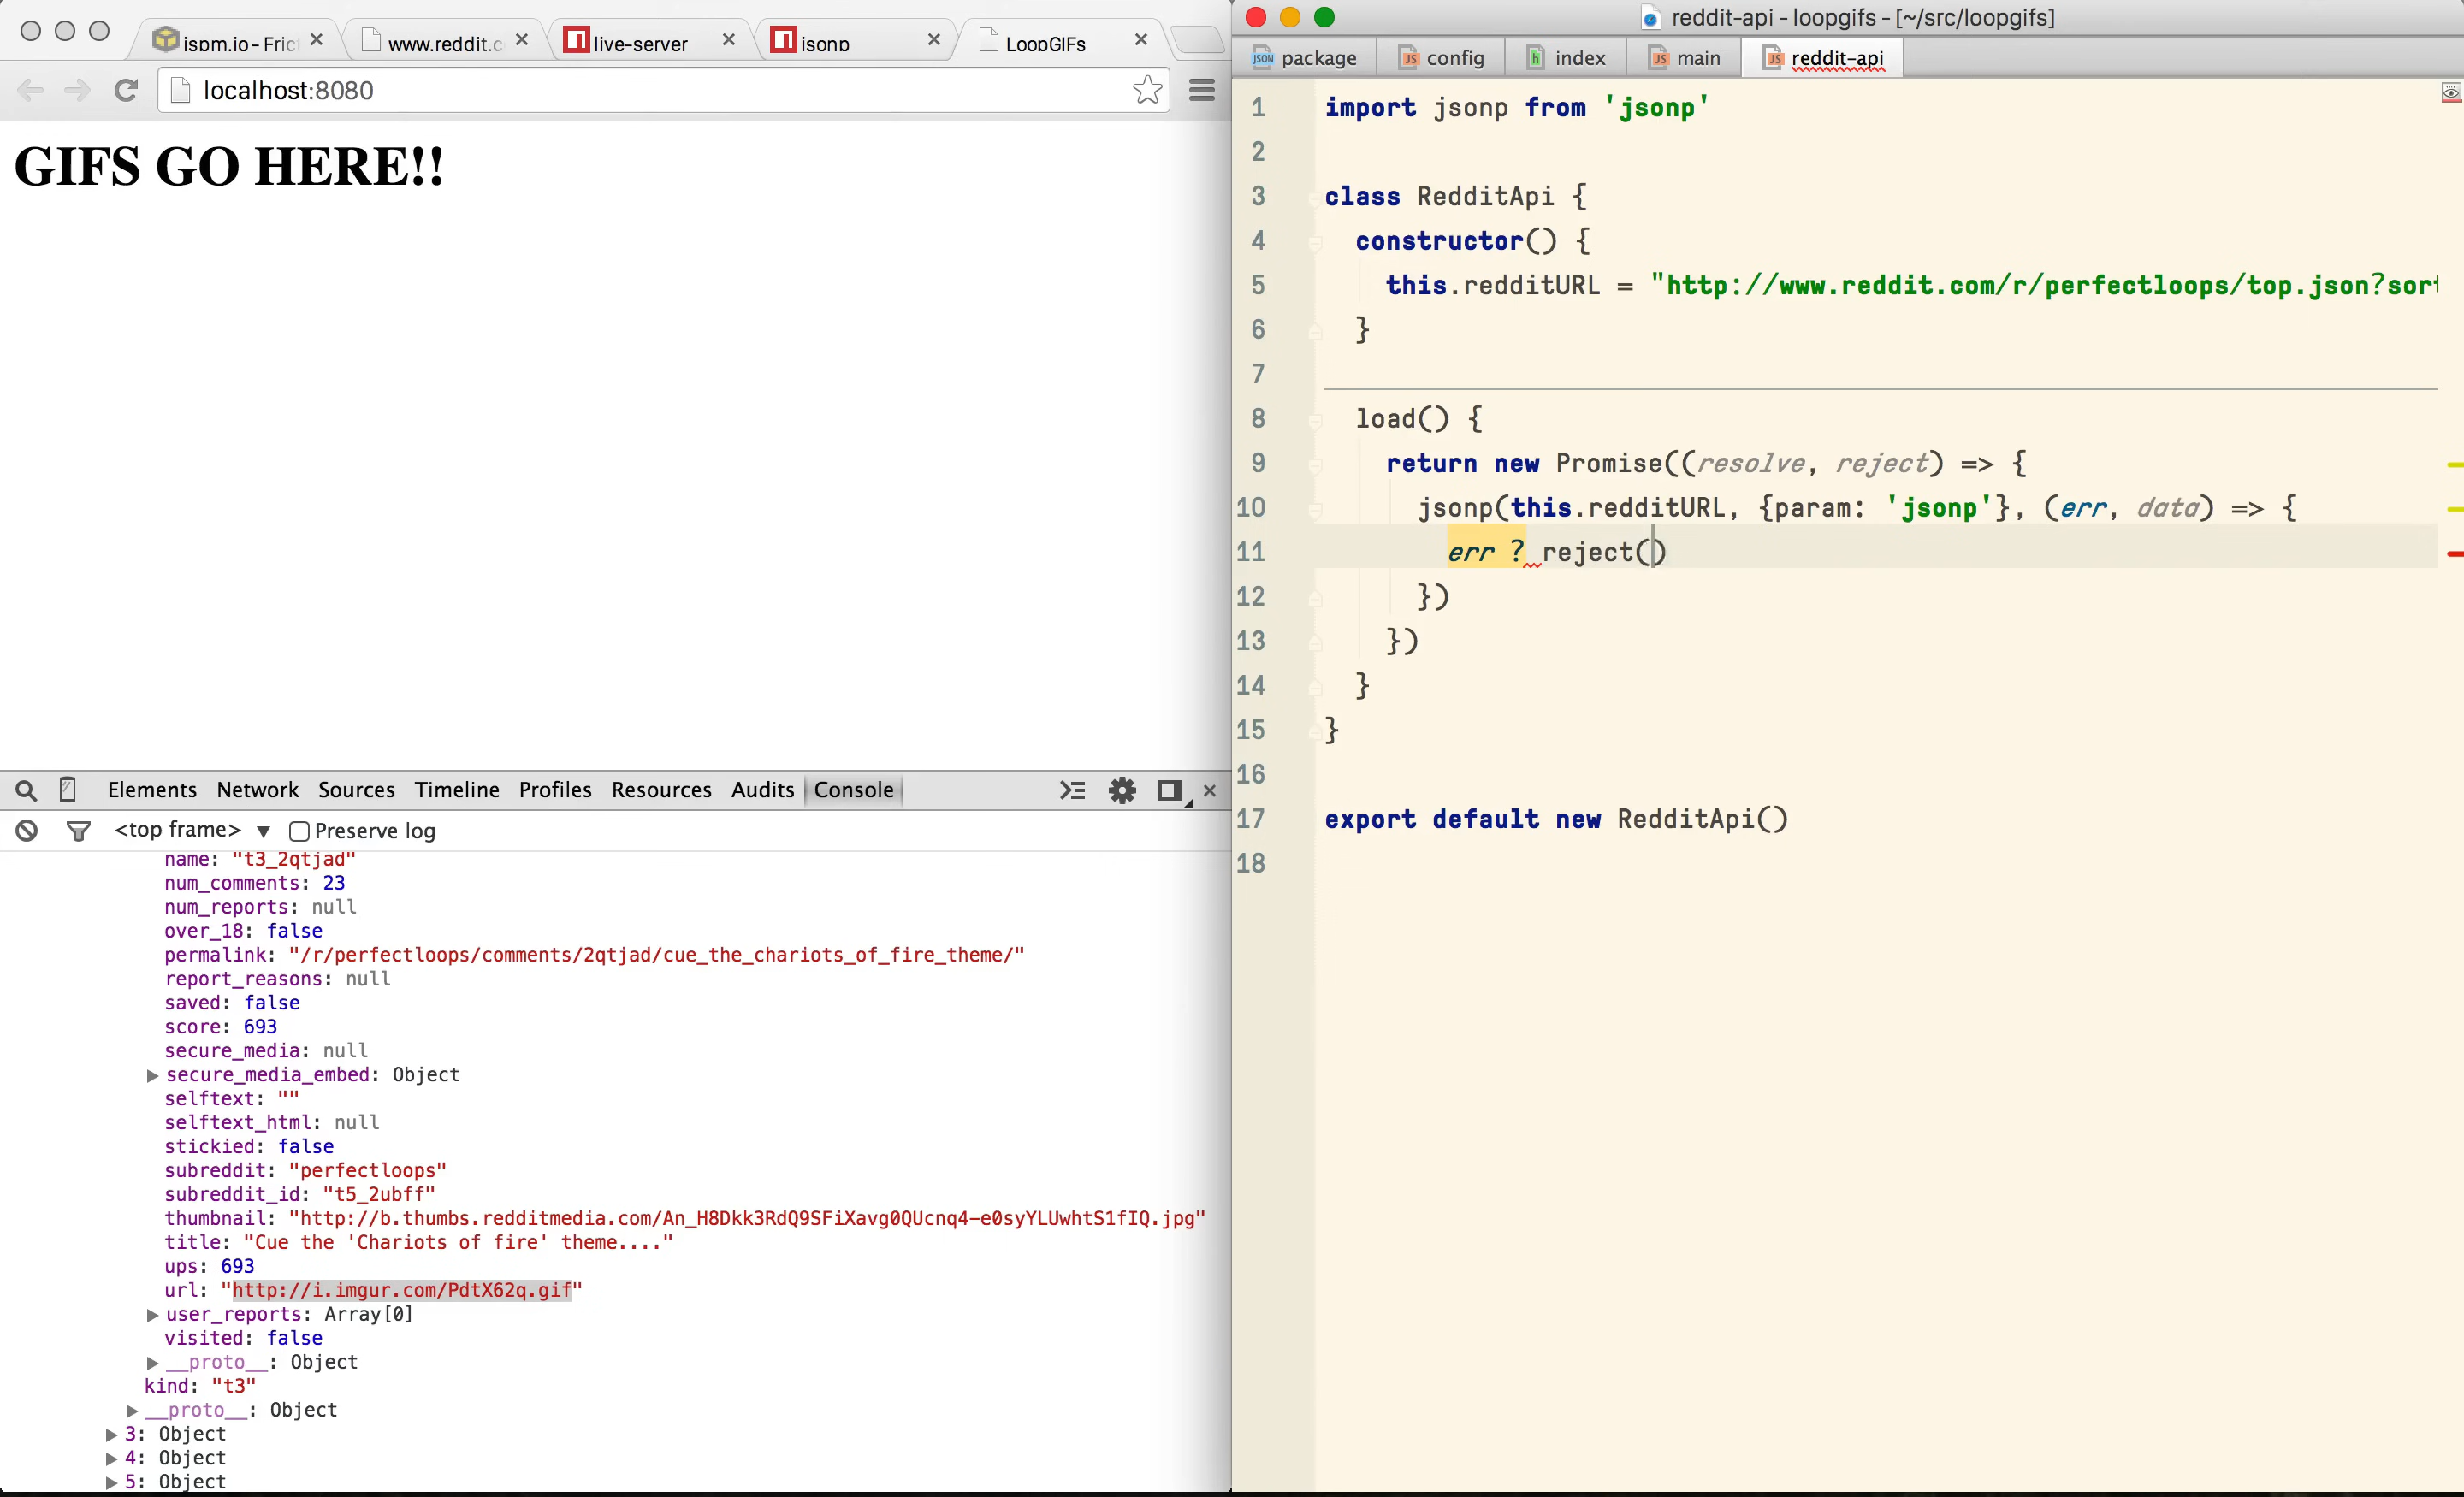 jspm.io - Fric
www.reddit.c
live-server
jsonp
LoopGIFs
localhost:8080
GIFS GO HERE!!
Elements Network Sources Timeline Profiles Resources Audits Console
<top frame> ▼ Preserve log
name: "t3_2qtjad"
num_comments: 23
num_reports: null
over_18: false
permalink: "/r/perfectloops/comments/2qtjad/cue_the_chariots_of_fire_theme/"
report_reasons: null
saved: false
score: 693
secure_media: null
▶ secure_media_embed: Object
selftext: ""
selftext_html: null
stickied: false
subreddit: "perfectloops"
subreddit_id: "t5_2ubff"
thumbnail: "http://b.thumbs.redditmedia.com/An_H8Dkk3RdQ9SFiXavg0QUcnq4-e0syYLUwhtS1fIQ.jpg"
title: "Cue the 'Chariots of fire' theme...."
ups: 693
url: "http://i.imgur.com/PdtX62q.gif"
▶ user_reports: Array[0]
visited: false
▶ __proto__: Object
kind: "t3"
▶ __proto__: Object
▶ 3: Object
▶ 4: Object
▶ 5: Object
reddit-api - loopgifs - [~/src/loopgifs]
JSON package
JS config
h index
JS main
JS reddit-api
1 import jsonp from 'jsonp'
2
3 class RedditApi {
4 constructor() {
5 this.redditURL = "http://www.reddit.com/r/perfectloops/top.json?sort
6 }
7
8 load() {
9 return new Promise((resolve, reject) => {
10 jsonp(this.redditURL, {param: 'jsonp'}, (err, data) => {
11 err ? reject()
12 })
13 })
14 }
15 }
16
17 export default new RedditApi()
18